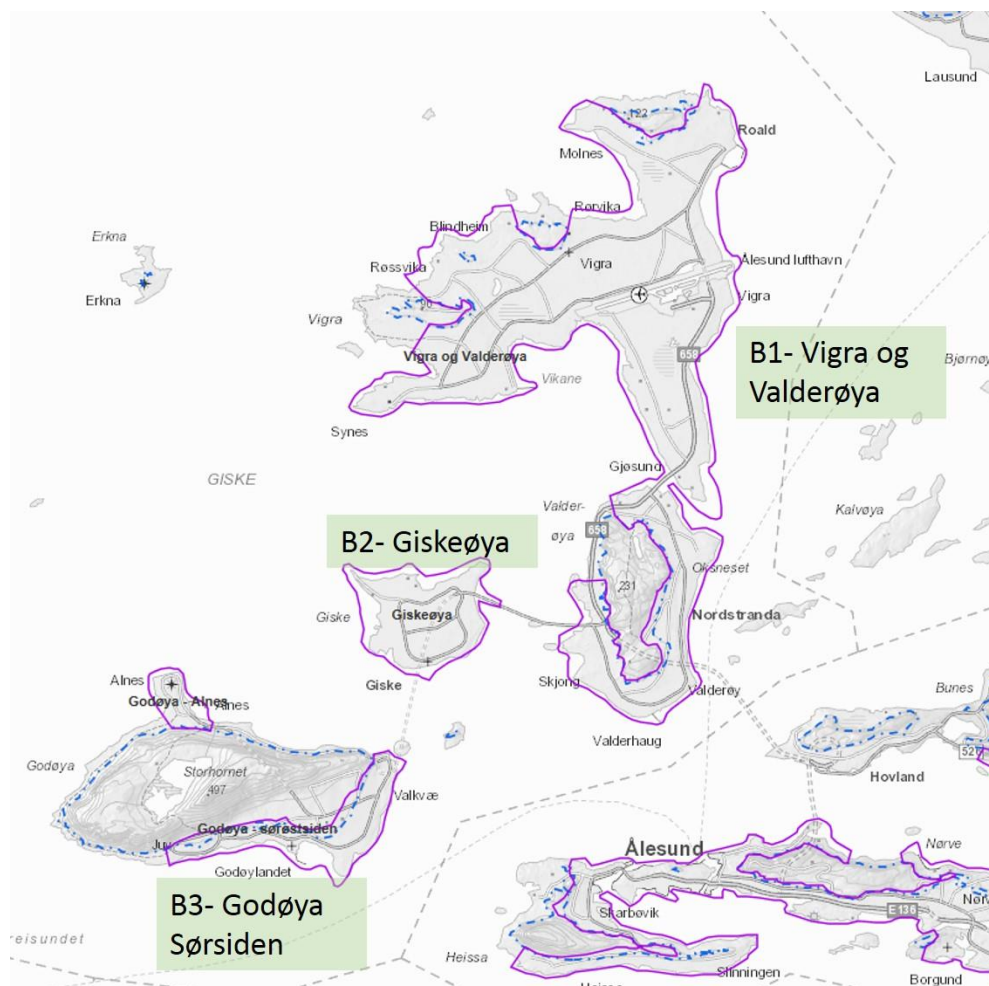 Lausund
122
Roald
Molnes
Rørvika
Blindheim
Erkna
Vigra
Røssvika
Ålesund lufthavn
Erkna
Vigra
Vigra
658
B1- Vigra og
Valderøya
Vigra og Valderøya
Vikane
Synes
Gjøsund
GISKE
Valder-
øya
Kalvøya
658
B2- Giskeøya
Oksneset
231
Giske
Giskeøya
Nordstranda
Skjong
Giske
Alnes
Valderøy
Bunes
Godøya - Alnes
Alnes
Valderhaug
Godøya
Storhornet
497
Hovland
Valkvæ
Godøya - sørøstsiden
Juv
Godøylandet
Ålesund
Nørve
B3- Godøya
Sørsiden
Skarbøvik
E 136
Heissa
Slinningen
Borgund